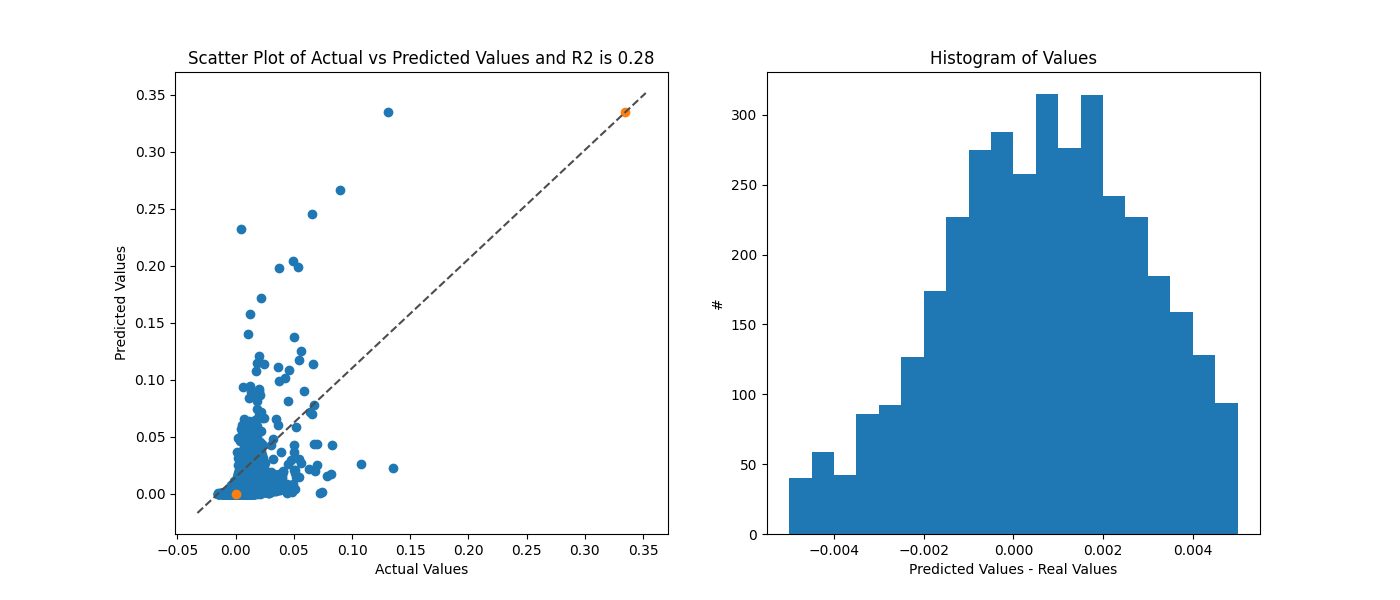 Scatter Plot of Actual vs Predicted Values and R2 is 0.28
Predicted Values
0.35
0.30
0.25
0.20
0.15
0.10
0.05
0.00
−0.05 0.00 0.05 0.10 0.15 0.20 0.25 0.30 0.35
Actual Values
Histogram of Values
#
300
250
200
150
100
50
0
−0.004 −0.002 0.000 0.002 0.004
Predicted Values - Real Values